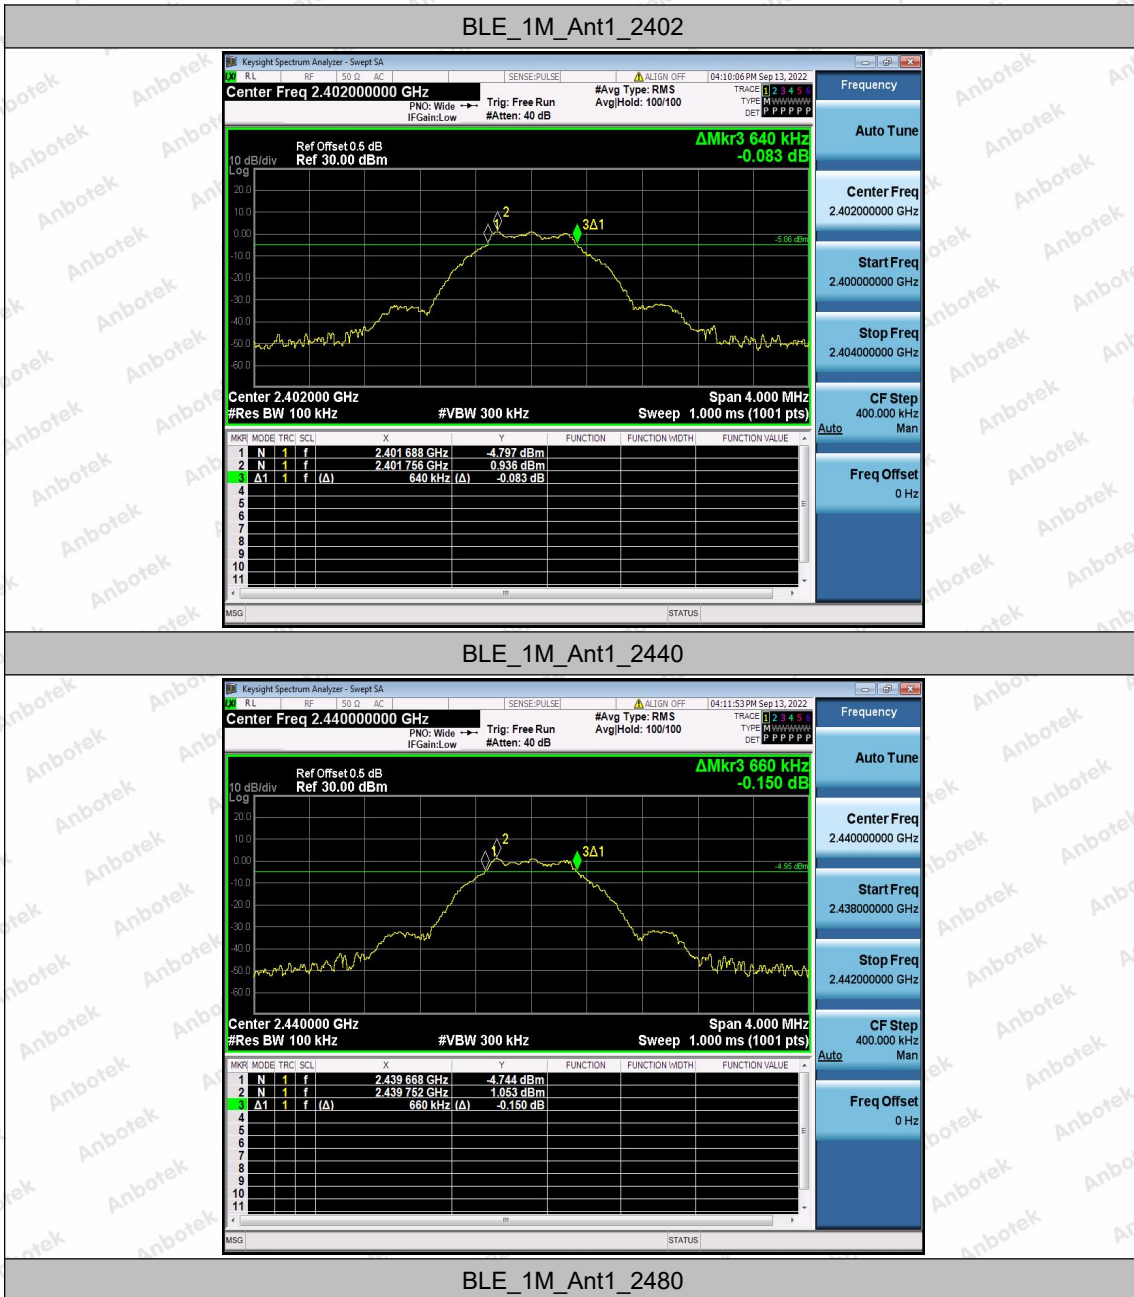 BLE_1M_Ant1_2402
Keysight Spectrum Analyzer - Swept SA
RL RF 50 Ω AC SENSE:PULSE ALIGN OFF 04:10:06 PM Sep 13, 2022
Center Freq 2.402000000 GHz
PNO: Wide
IFGain:Low
Trig: Free Run
#Atten: 40 dB
#Avg Type: RMS
Avg|Hold: 100/100
TRACE 1 2 3 4 5 6
TYPE M WWWWW
DET P P P P P P
Frequency
Auto Tune
Center Freq
2.402000000 GHz
Start Freq
2.400000000 GHz
Stop Freq
2.404000000 GHz
CF Step
400.000 kHz
Auto Man
Freq Offset
0 Hz
ΔMkr3 640 kHz
-0.083 dB
Ref Offset 0.5 dB
10 dB/div Ref 30.00 dBm
Log
20.0
10.0
0.00
-10.0
-20.0
-30.0
-40.0
-50.0
-60.0
1
2
3Δ1
-5.06 dBm
Center 2.402000 GHz Span 4.000 MHz
#Res BW 100 kHz #VBW 300 kHz Sweep 1.000 ms (1001 pts)
MKR MODE TRC SCL X Y FUNCTION FUNCTION WIDTH FUNCTION VALUE
1 N 1 f 2.401 688 GHz -4.797 dBm
2 N 1 f 2.401 756 GHz 0.936 dBm
3 Δ1 1 f (Δ) 640 kHz (Δ) -0.083 dB
4
5
6
7
8
9
10
11
MSG STATUS
BLE_1M_Ant1_2440
Keysight Spectrum Analyzer - Swept SA
RL RF 50 Ω AC SENSE:PULSE ALIGN OFF 04:11:53 PM Sep 13, 2022
Center Freq 2.440000000 GHz
PNO: Wide
IFGain:Low
Trig: Free Run
#Atten: 40 dB
#Avg Type: RMS
Avg|Hold: 100/100
TRACE 1 2 3 4 5 6
TYPE M WWWWW
DET P P P P P P
Frequency
Auto Tune
Center Freq
2.440000000 GHz
Start Freq
2.438000000 GHz
Stop Freq
2.442000000 GHz
CF Step
400.000 kHz
Auto Man
Freq Offset
0 Hz
ΔMkr3 660 kHz
-0.150 dB
Ref Offset 0.5 dB
10 dB/div Ref 30.00 dBm
Log
20.0
10.0
0.00
-10.0
-20.0
-30.0
-40.0
-50.0
-60.0
1
2
3Δ1
-4.95 dBm
Center 2.440000 GHz Span 4.000 MHz
#Res BW 100 kHz #VBW 300 kHz Sweep 1.000 ms (1001 pts)
MKR MODE TRC SCL X Y FUNCTION FUNCTION WIDTH FUNCTION VALUE
1 N 1 f 2.439 668 GHz -4.744 dBm
2 N 1 f 2.439 752 GHz 1.053 dBm
3 Δ1 1 f (Δ) 660 kHz (Δ) -0.150 dB
4
5
6
7
8
9
10
11
MSG STATUS
BLE_1M_Ant1_2480